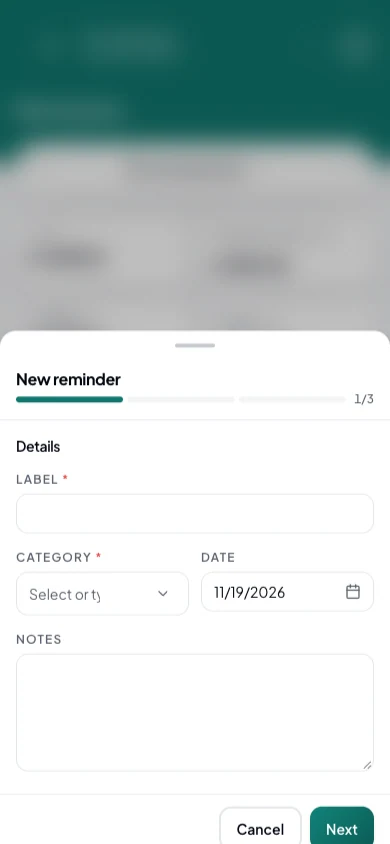 New reminder
1/3
Details
LABEL *
CATEGORY * DATE
Select or ty 11/19/2026
NOTES
Cancel Next